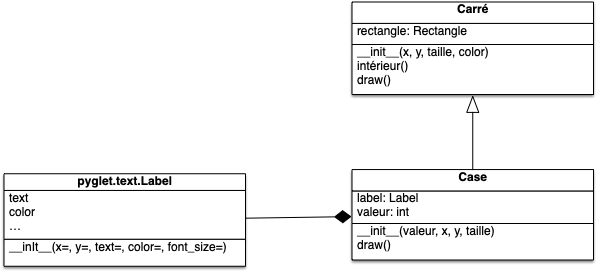 Carré
rectangle: Rectangle
__init__(x, y, taille, color)
intérieur()
draw()
pyglet.text.Label
text
color
...
__inIt__(x=, y=, text=, color=, font_size=)
Case
label: Label
valeur: int
__init__(valeur, x, y, taille)
draw()